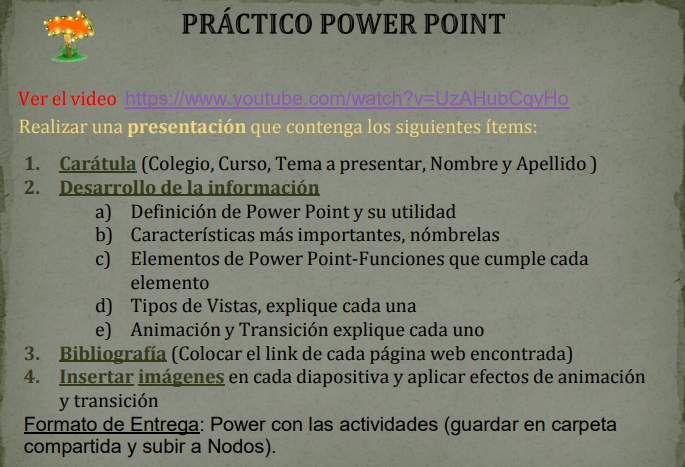 PRÁCTICO POWER POINT
Ver el video https://www.youtube.com/watch?v=UzAHubCqyHo
Realizar una presentación que contenga los siguientes ítems:
1. Carátula (Colegio, Curso, Tema a presentar, Nombre y Apellido )
2. Desarrollo de la información
a) Definición de Power Point y su utilidad
b) Características más importantes, nómbrelas
c) Elementos de Power Point-Funciones que cumple cada
elemento
d) Tipos de Vistas, explique cada una
e) Animación y Transición explique cada uno
3. Bibliografía (Colocar el link de cada página web encontrada)
4. Insertar imágenes en cada diapositiva y aplicar efectos de animación
y transición
Formato de Entrega: Power con las actividades (guardar en carpeta
compartida y subir a Nodos).